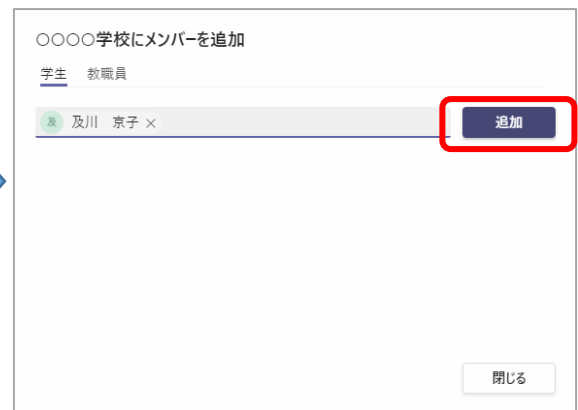 ○○○○学校にメンバーを追加
学生 教職員
及 及川 京子 ×
追加
閉じる